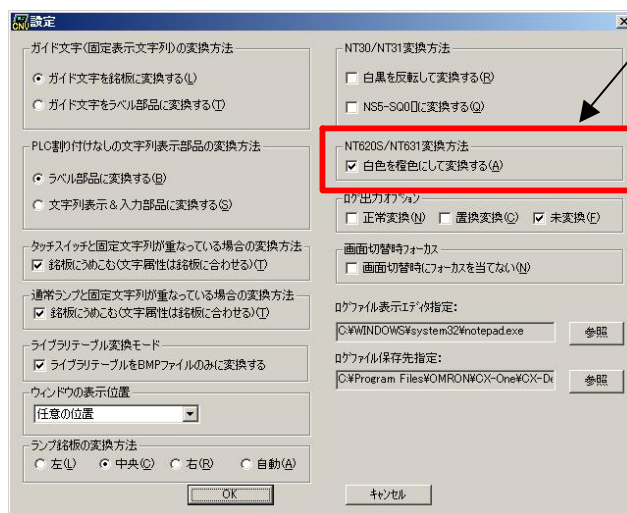 CNV
設定
ガイド文字(固定表示文字列)の変換方法
ガイド文字を銘板に変換する(L)
ガイド文字をラベル部品に変換する(T)
PLC割り付けなしの文字列表示部品の変換方法
ラベル部品に変換する(B)
文字列表示&入力部品に変換する(S)
タッチスイッチと固定文字列が重なっている場合の変換方法
銘板にうめこむ(文字属性は銘板に合わせる)(T)
通常ランプと固定文字列が重なっている場合の変換方法
銘板にうめこむ(文字属性は銘板に合わせる)(T)
ライブラリテーブル変換モード
ライブラリテーブルをBMPファイルのみに変換する
ウィンドウの表示位置
任意の位置
ランプ銘板の変換方法
左(L) 中央(C) 右(R) 自動(A)
NT30/NT31変換方法
白黒を反転して変換する(R)
NS5-SQ0□に変換する(Q)
NT620S/NT631変換方法
白色を橙色にして変換する(A)
ログ出力オプション
正常変換(N) 置換変換(C) 未変換(F)
画面切替時フォーカス
画面切替時にフォーカスを当てない(N)
ログファイル表示エディタ指定:
C:¥WINDOWS¥system32¥notepad.exe 参照
ログファイル保存先指定:
C:¥Program Files¥OMRON¥CX-One¥CX-De 参照
OK キャンセル